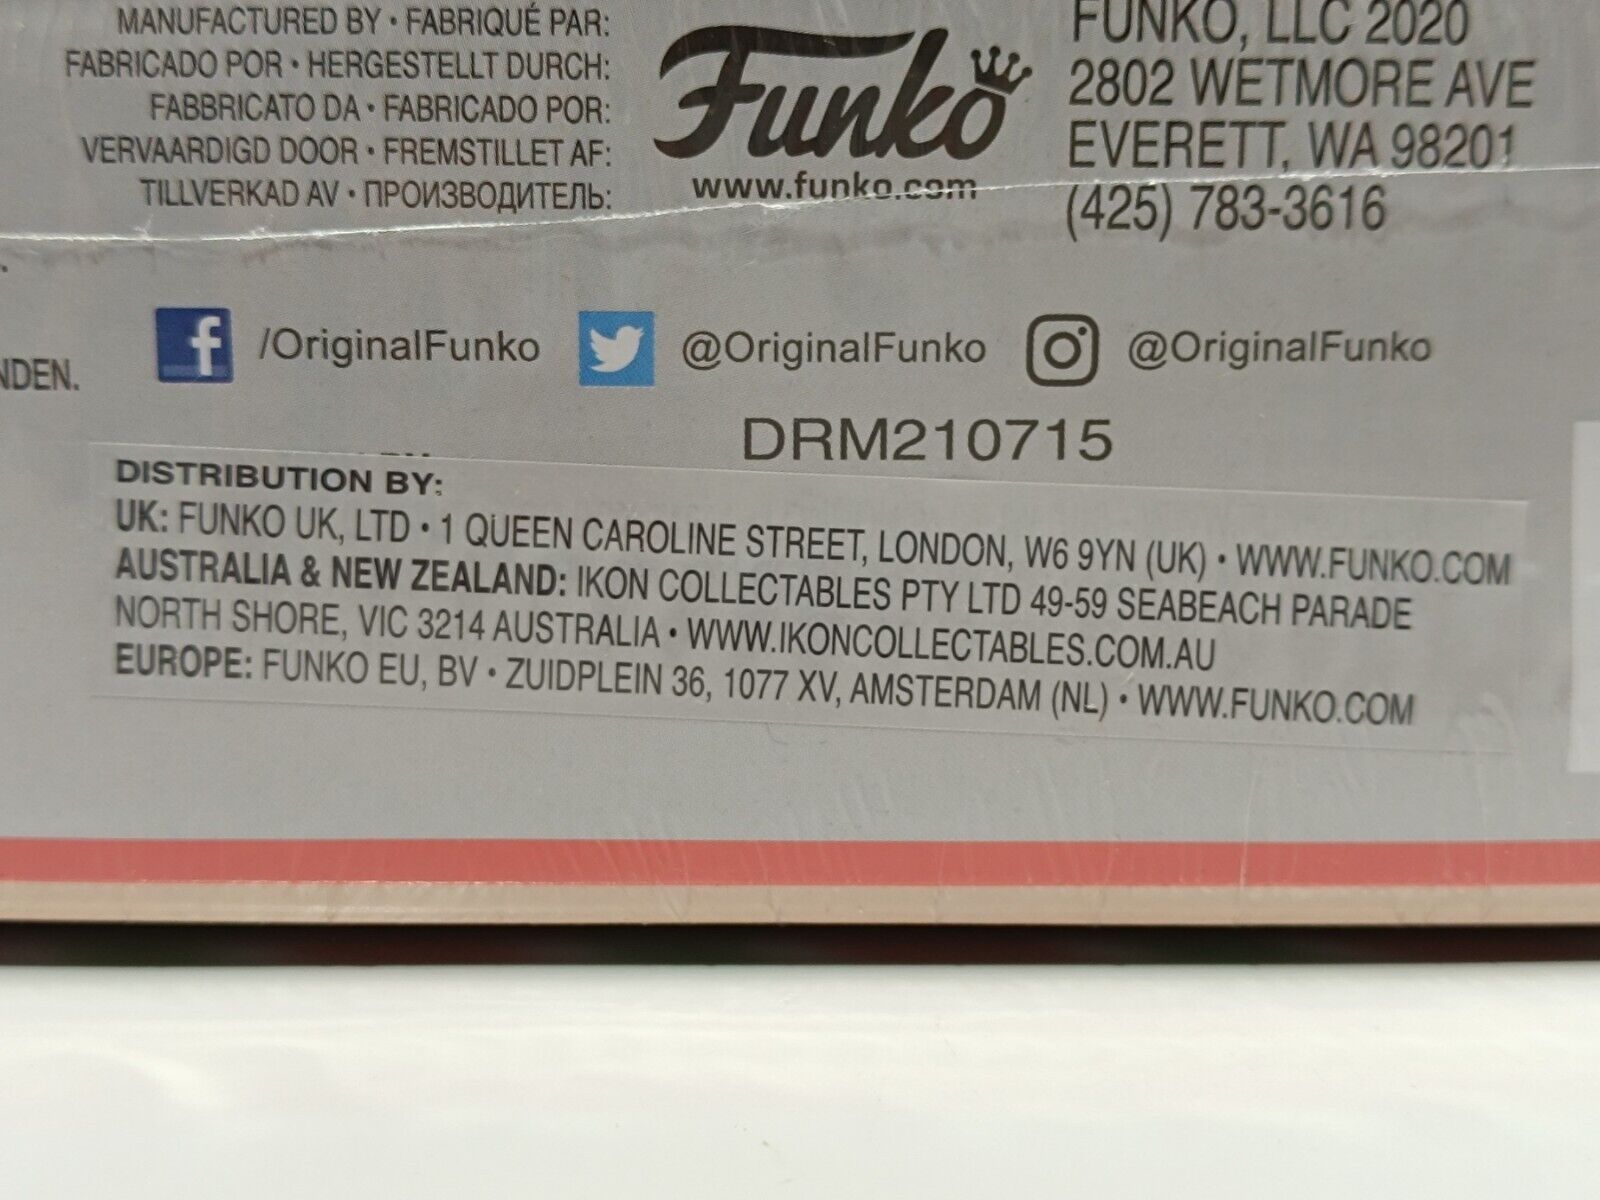 MANUFACTURED BY • FABRIQUÉ PAR:
FABRICADO POR • HERGESTELLT DURCH:
FABBRICATO DA • FABRICADO POR:
VERVAARDIGD DOOR • FREMSTILLET AF:
TILLVERKAD AV • ПРОИЗВОДИТЕЛЬ:
Funko
www.funko.com
FUNKO, LLC 2020
2802 WETMORE AVE
EVERETT, WA 98201
(425) 783-3616
NDEN.
/OriginalFunko @OriginalFunko @OriginalFunko
DRM210715
DISTRIBUTION BY:
UK: FUNKO UK, LTD • 1 QUEEN CAROLINE STREET, LONDON, W6 9YN (UK) • WWW.FUNKO.COM
AUSTRALIA & NEW ZEALAND: IKON COLLECTABLES PTY LTD 49-59 SEABEACH PARADE
NORTH SHORE, VIC 3214 AUSTRALIA • WWW.IKONCOLLECTABLES.COM.AU
EUROPE: FUNKO EU, BV • ZUIDPLEIN 36, 1077 XV, AMSTERDAM (NL) • WWW.FUNKO.COM